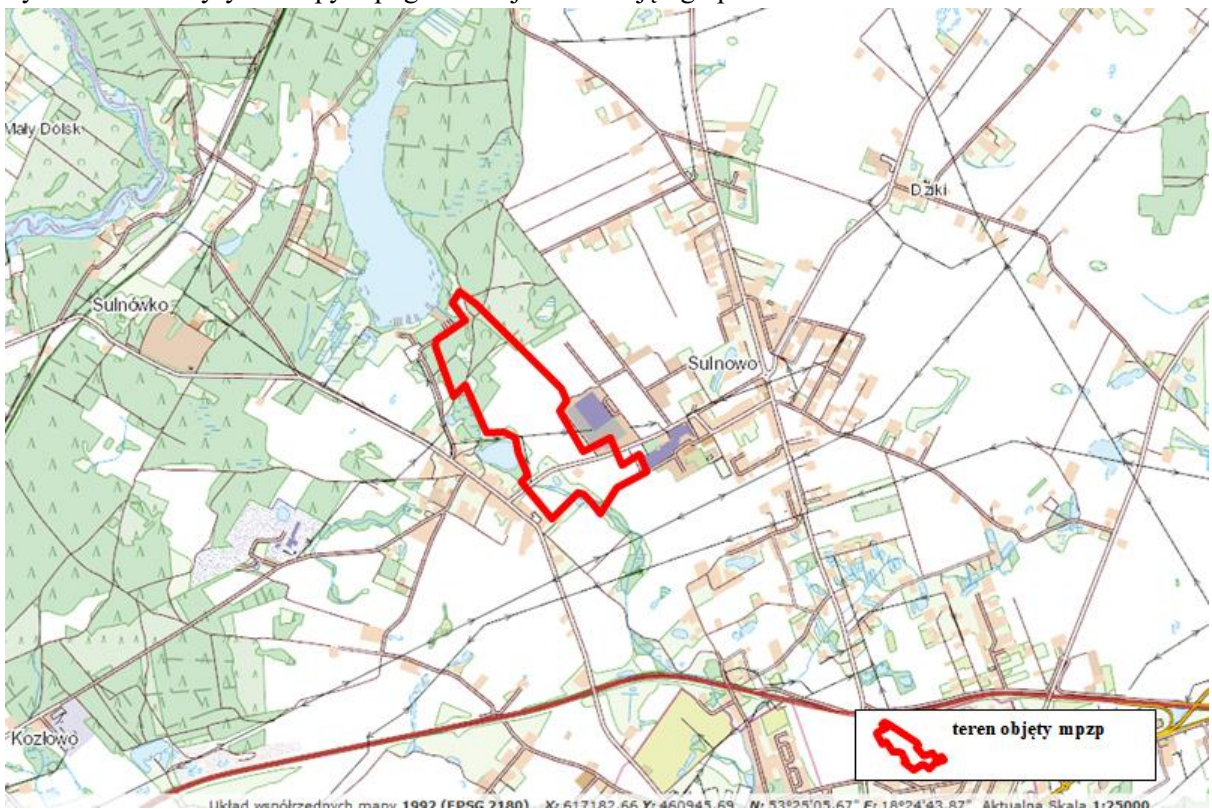 Mały Dólsk
Dziki
Sulnówko
Sulnowo
Kozłowo
teren objęty mpzp
Układ współrzędnych mapy 1992 (EPSG 2180) X: 617182.66 Y: 460945.69 N: 53°25'05.67" E: 18°24'43.87" Aktualna Skala 1:25000